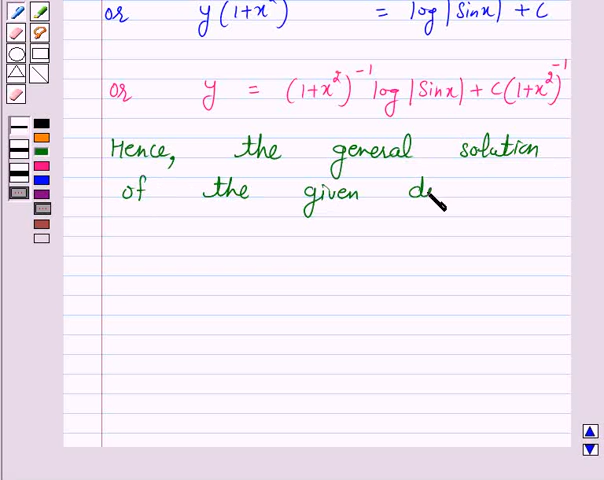 or y(1+x²) = log|Sinx| + C
or y = (1+x²)⁻¹ log|Sinx| + C(1+x²)⁻¹
Hence, the general solution
of the given d